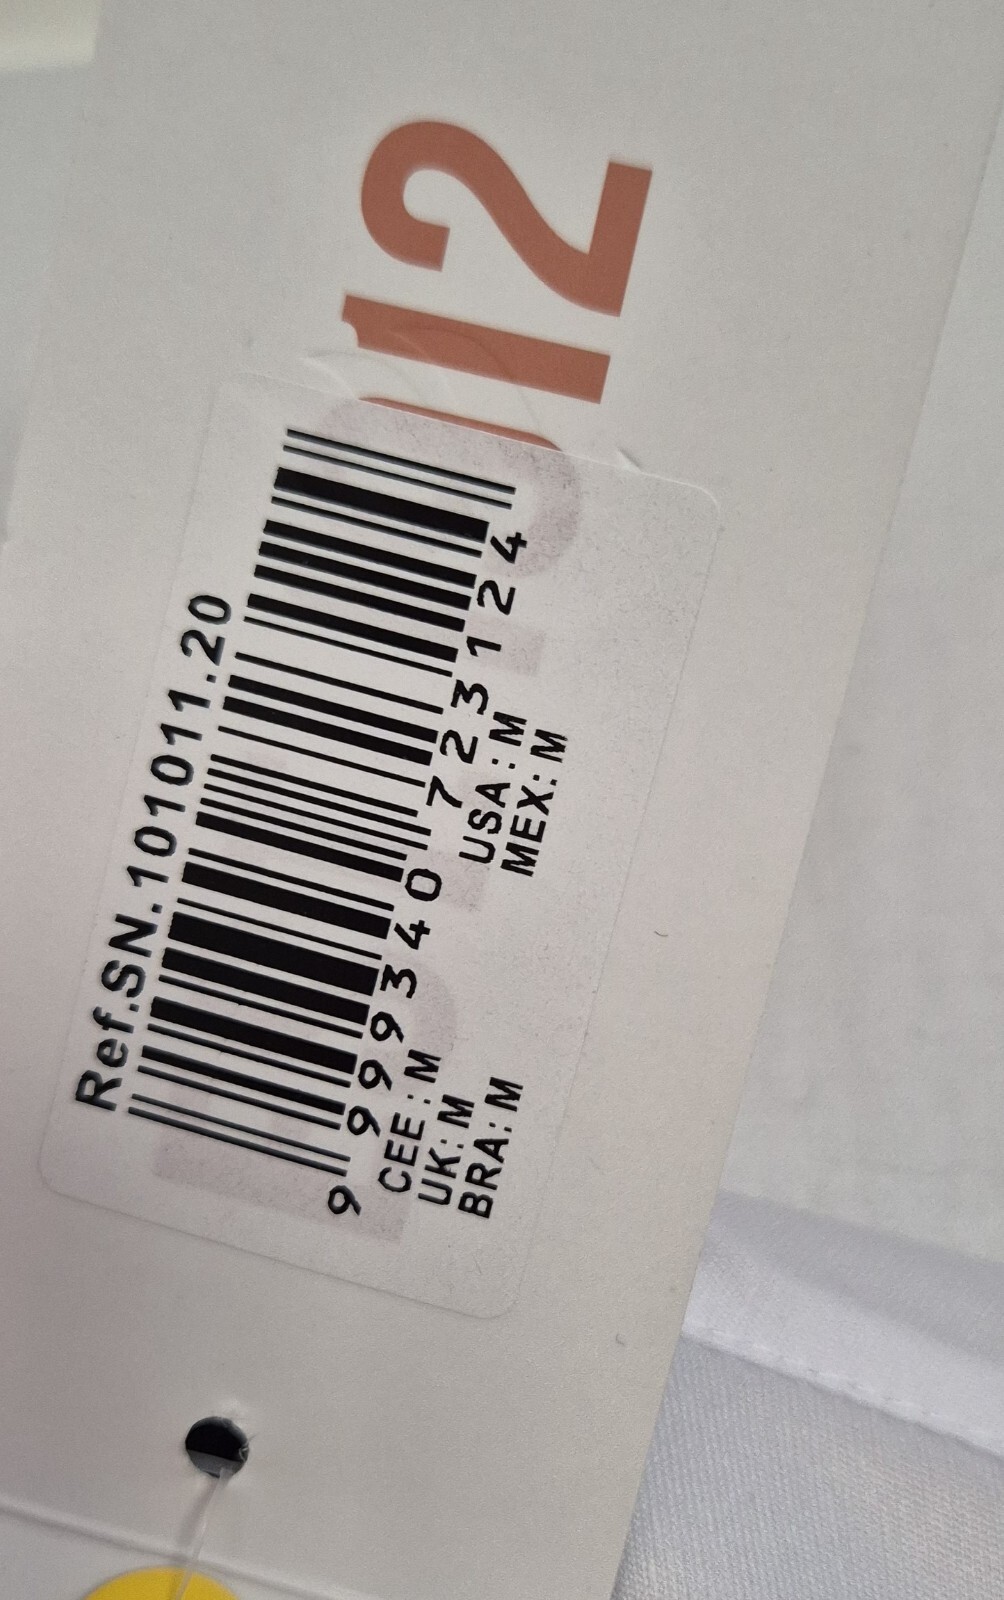 12
Ref.SN.101011.20
9 999340 723124
CEE: M USA: M
UK: M MEX: M
BRA: M